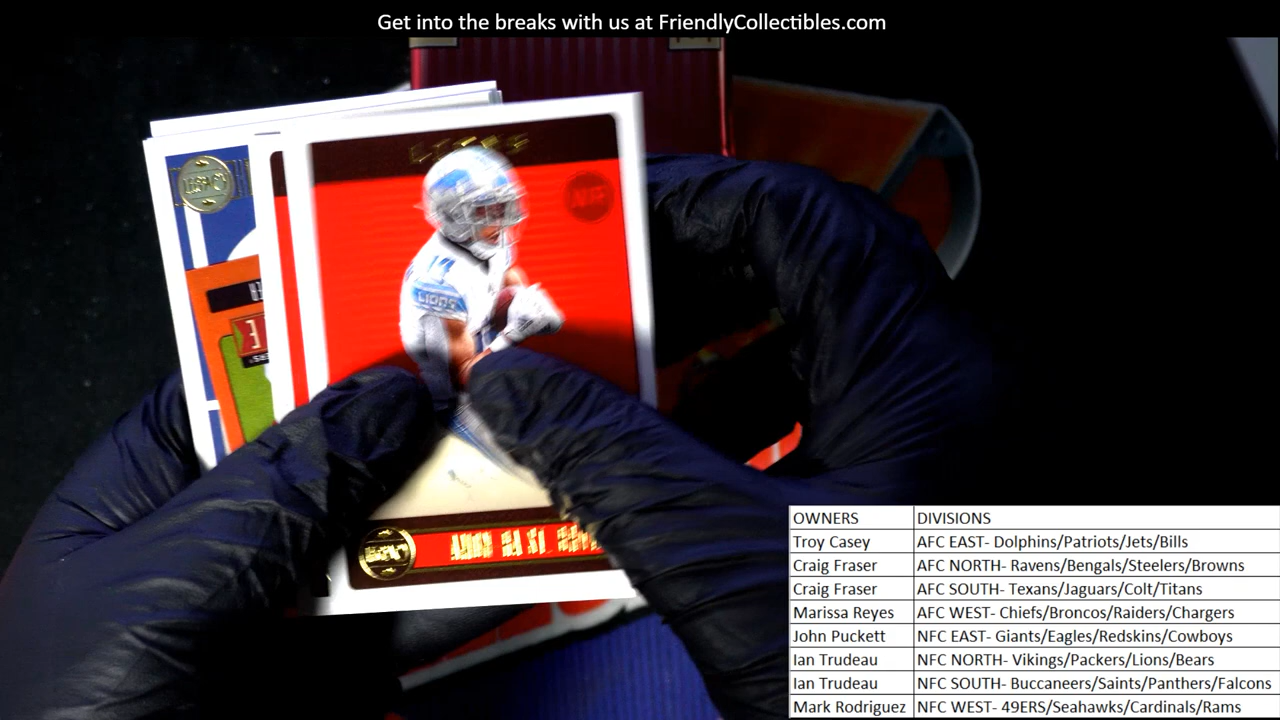 Get into the breaks with us at FriendlyCollectibles.com
LIONS
LEGACY
LIONS
OWNERS DIVISIONS
Troy Casey AFC EAST- Dolphins/Patriots/Jets/Bills
Craig Fraser AFC NORTH- Ravens/Bengals/Steelers/Browns
Craig Fraser AFC SOUTH- Texans/Jaguars/Colt/Titans
Marissa Reyes AFC WEST- Chiefs/Broncos/Raiders/Chargers
John Puckett NFC EAST- Giants/Eagles/Redskins/Cowboys
Ian Trudeau NFC NORTH- Vikings/Packers/Lions/Bears
Ian Trudeau NFC SOUTH- Buccaneers/Saints/Panthers/Falcons
Mark Rodriguez NFC WEST- 49ERS/Seahawks/Cardinals/Rams